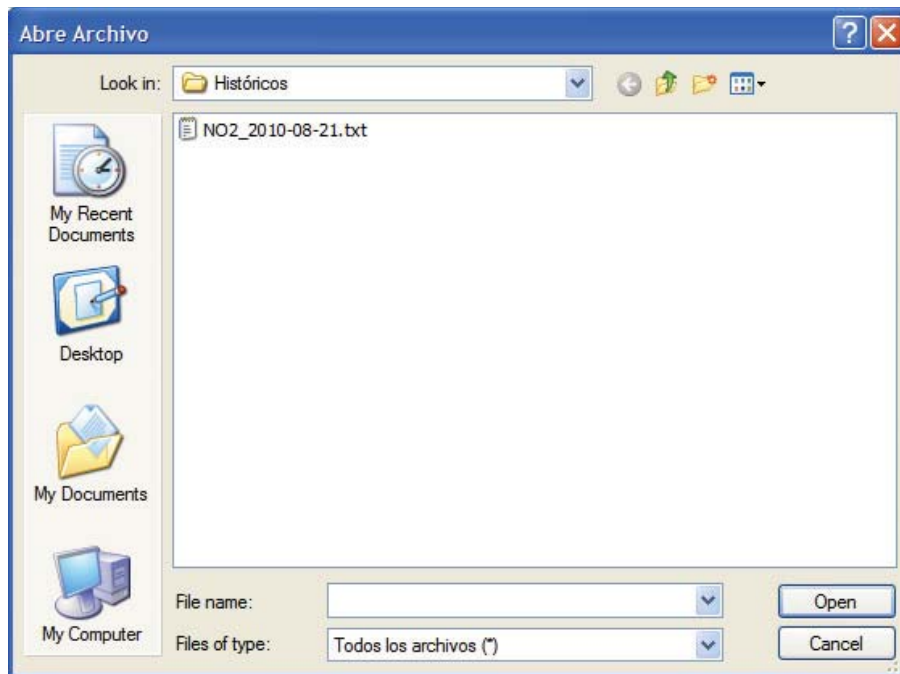 Abre Archivo
Look in:
Históricos
NO2_2010-08-21.txt
My Recent
Documents
Desktop
My Documents
My Computer
File name:
Open
Files of type:
Todos los archivos (*)
Cancel